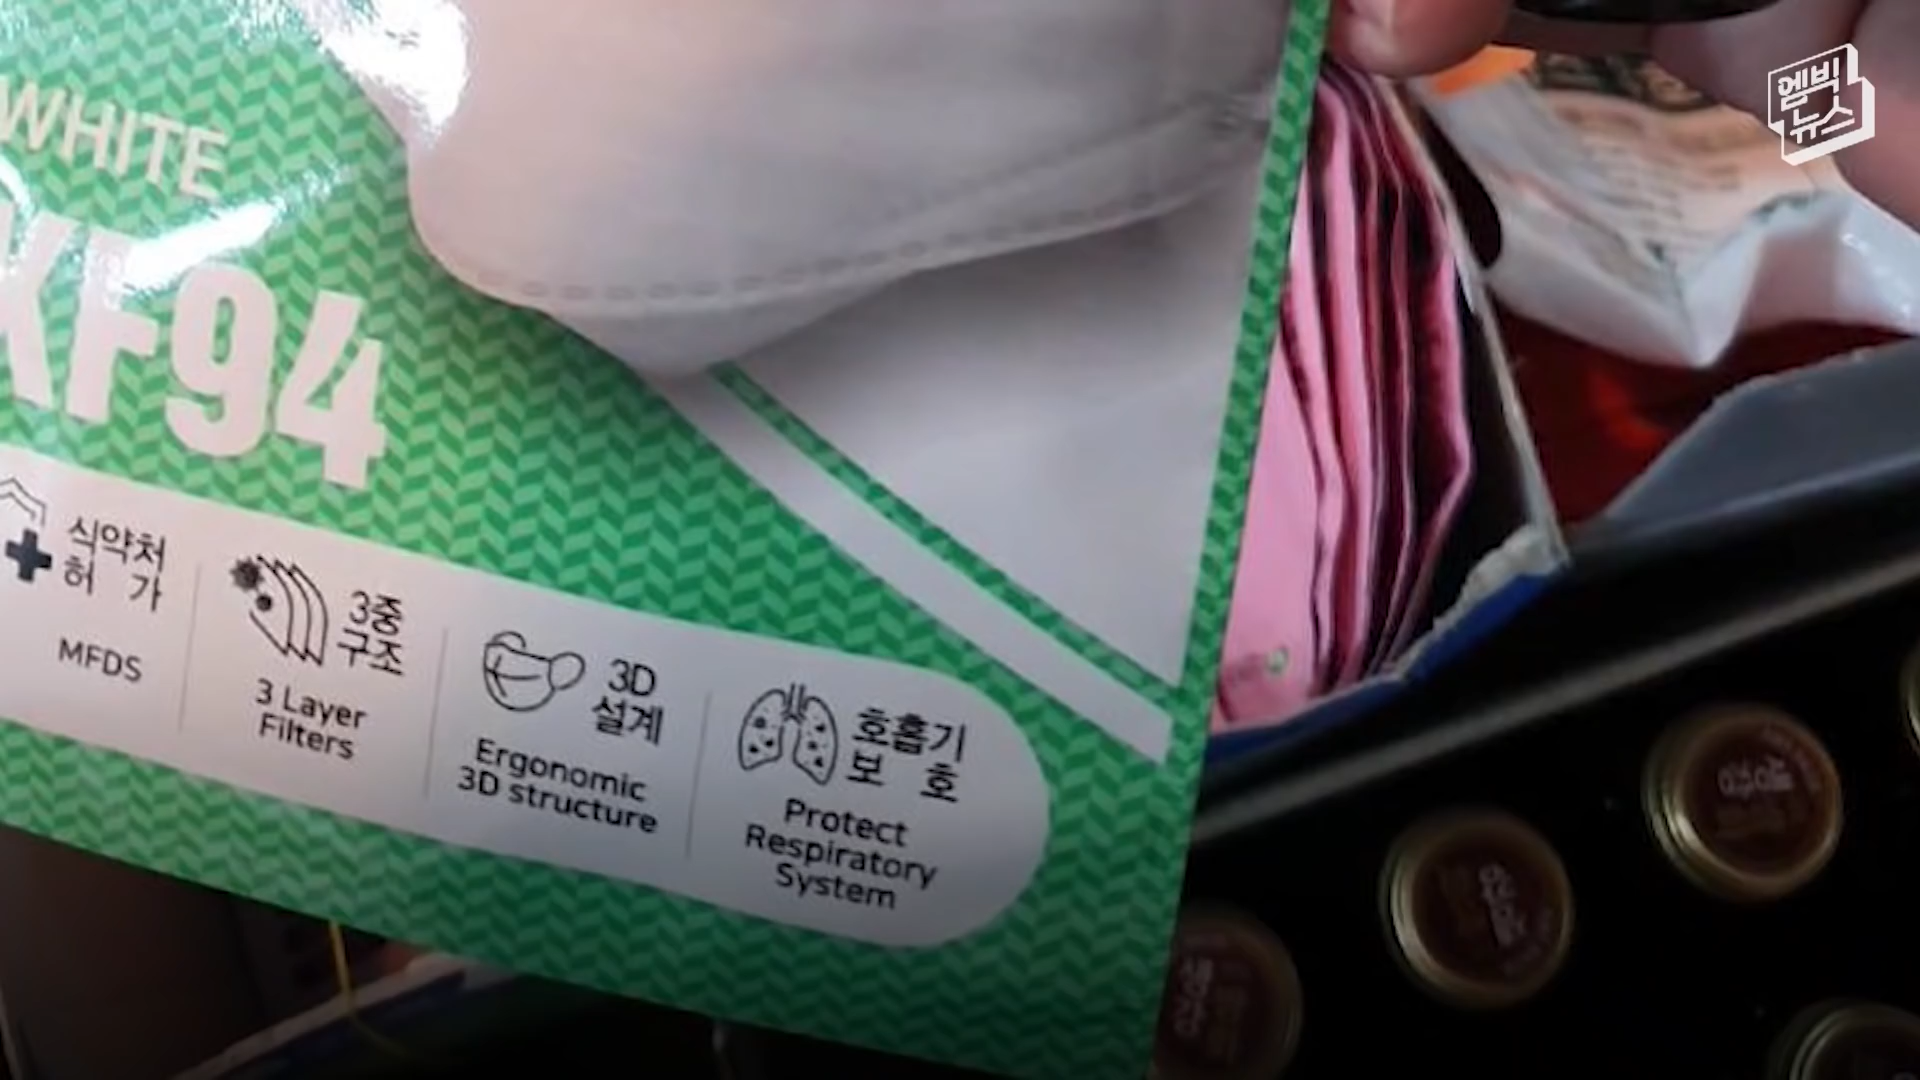 엠빅
뉴스
WHITE
KF94
식약처
허 가
MFDS
3중
구조
3 Layer
Filters
3D
설계
Ergonomic
3D structure
호흡기
보 호
Protect
Respiratory
System